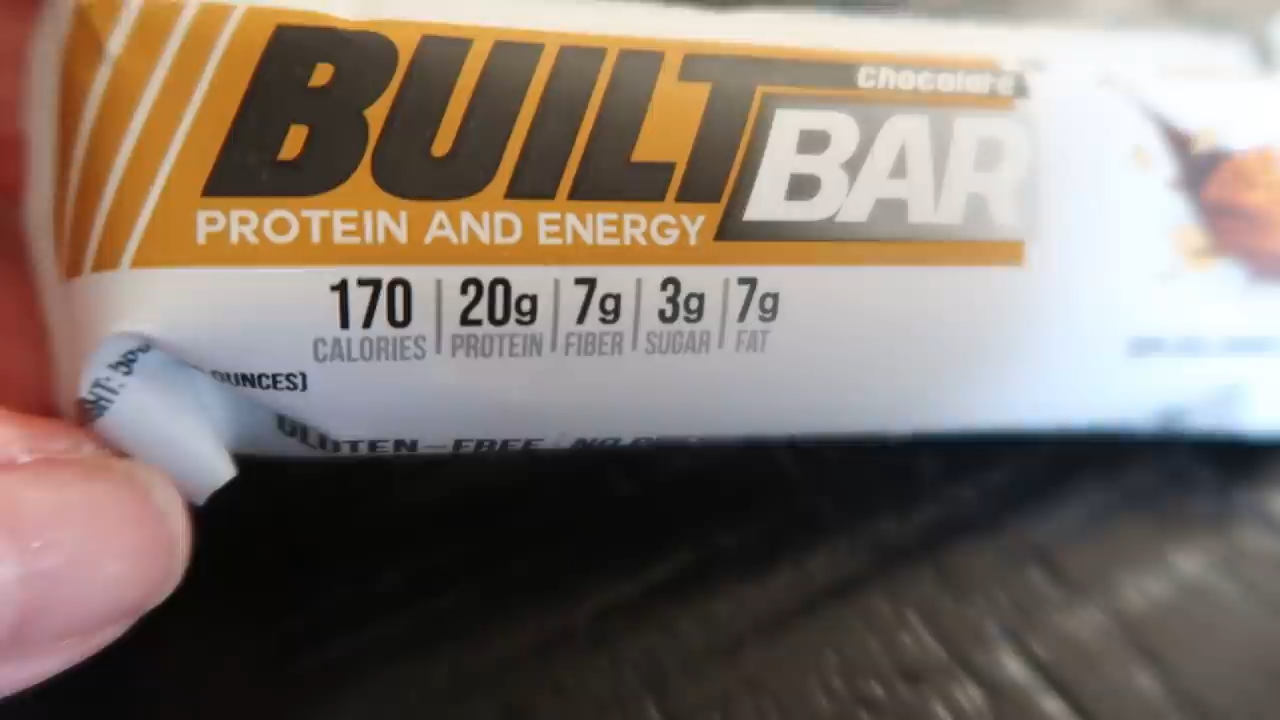 Chocolate
BUILT BAR
PROTEIN AND ENERGY
170 20g 7g 3g 7g
CALORIES PROTEIN FIBER SUGAR FAT
OUNCES)
GLUTEN-FREE NO